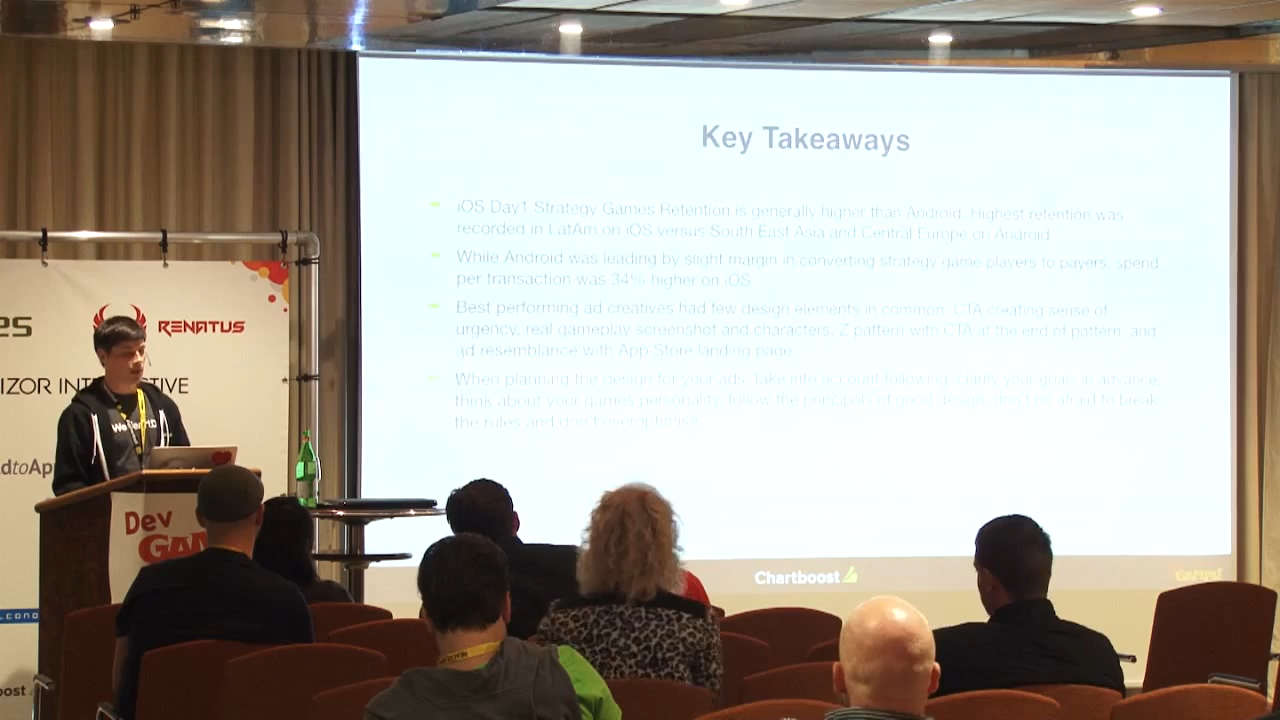 Key Takeaways
iOS Day1 Strategy Games Retention is generally higher than Android. Highest retention was
recorded in LatAm on iOS versus South East Asia and Central Europe on Android
While Android was leading by slight margin in converting strategy game players to payers, spend
per transaction was 34% higher on iOS
Best performing ad creatives had few design elements in common: CTA creating sense of
urgency, real gameplay screenshot and characters, Z pattern with CTA at the end of pattern, and
ad resemblance with App Store landing page.
When planning the design for your ads, take into account following: clarify your goals in advance,
think about your games personality, follow the principals of good design, don't be afraid to break
the rules and don't overoptimise
Chartboost
RENATUS
IZOR INT IVE
dtoAp
Dev
GAM